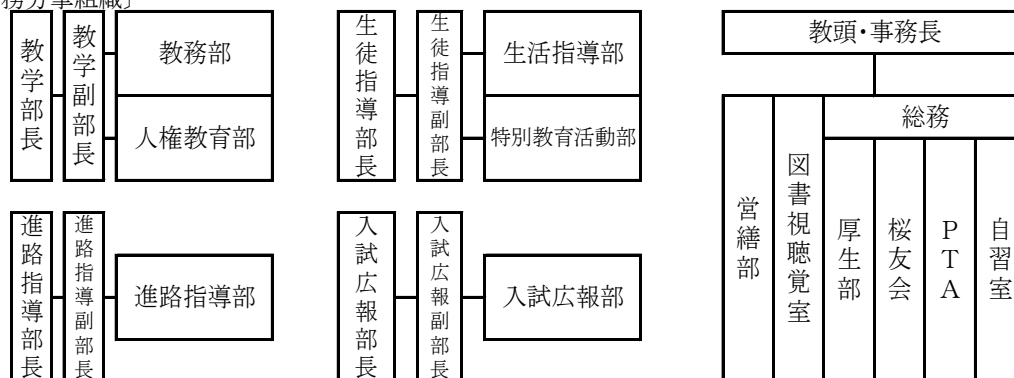 教学部長
教学副部長
教務部
人権教育部
生徒指導部長
生徒指導副部長
生活指導部
特別教育活動部
教頭・事務長
営繕部
図書視聴覚室
総務
厚生部
桜友会
PTA
自習室
進路指導部長
進路指導副部長
進路指導部
入試広報部長
入試広報副部長
入試広報部